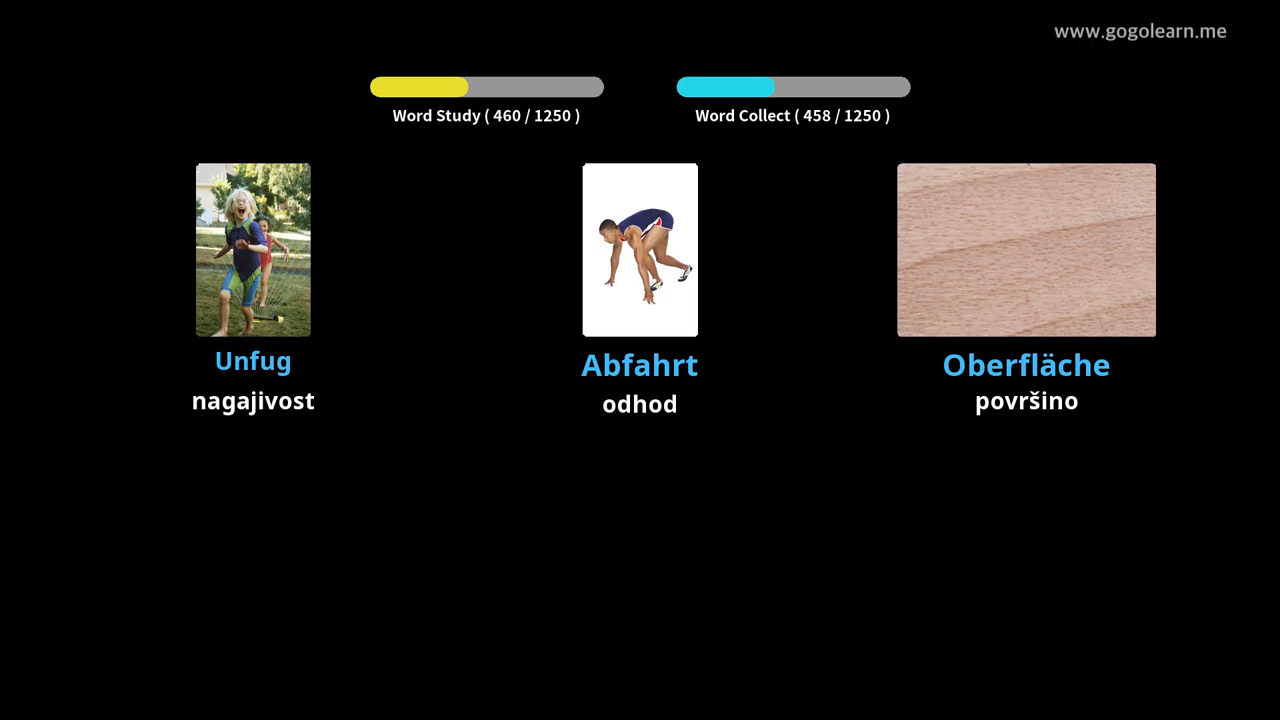 www.gogolearn.me
Word Study ( 460 / 1250 )
Word Collect ( 458 / 1250 )
Unfug
nagajivost
Abfahrt
odhod
Oberfläche
površino